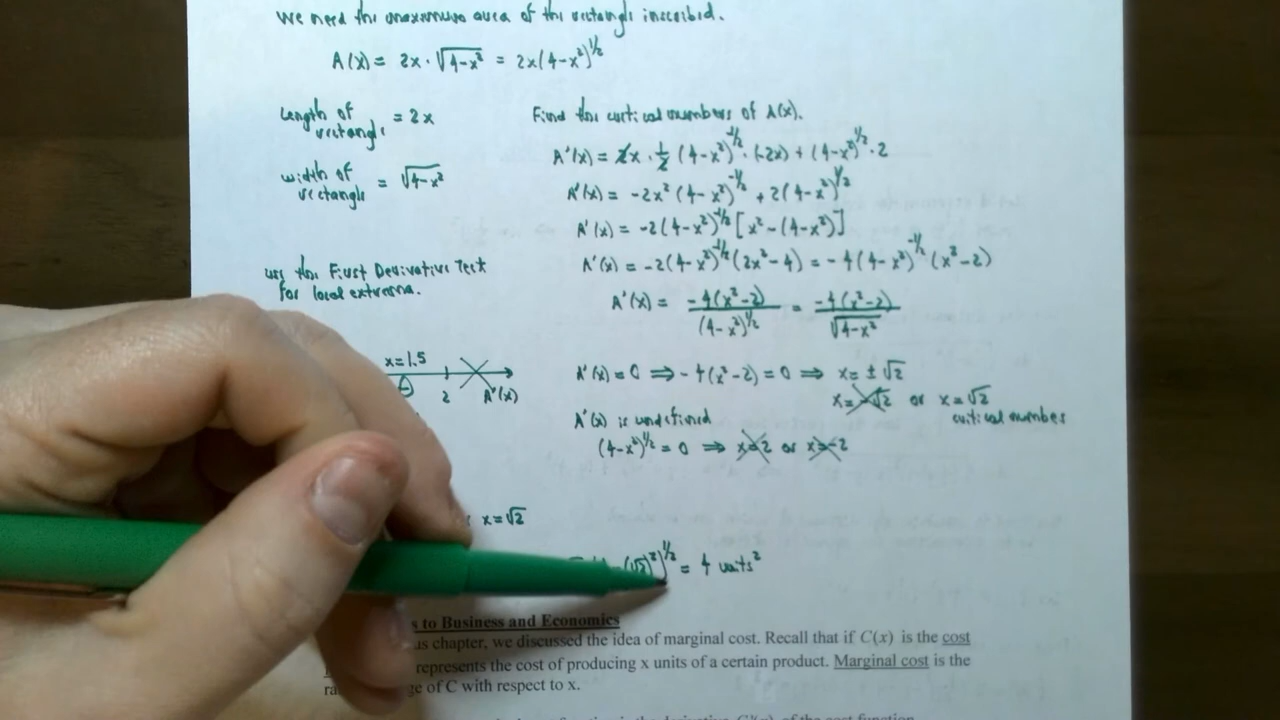 We need the maximum area of the rectangle inscribed.
A(x) = 2x · √(4-x²) = 2x(4-x²)^1/2
Length of rectangle = 2x
width of rectangle = √(4-x²)
Use the First Derivative Test
for local extrema.
x=1.5
2 A'(x)
Find the critical numbers of A(x).
A'(x) = 2x · 1/2 (4-x²)^-1/2 · (-2x) + (4-x²)^1/2 · 2
A'(x) = -2x² (4-x²)^-1/2 + 2(4-x²)^1/2
A'(x) = -2(4-x²)^-1/2 [x² - (4-x²)]
A'(x) = -2(4-x²)^-1/2 (2x²-4) = -4(4-x²)^-1/2 (x²-2)
A'(x) = -4(x²-2)/(4-x²)^1/2 = -4(x²-2)/√(4-x²)
A'(x)=0 ⇒ -4(x²-2)=0 ⇒ x=±√2
x=-√2 or x=√2
critical number
A'(x) is undefined
(4-x²)^1/2 = 0 ⇒ x=2 or x=-2
x=√2
(√2)²)^1/2 = 4 units²
s to Business and Economics
us chapter, we discussed the idea of marginal cost. Recall that if C(x) is the cost
represents the cost of producing x units of a certain product. Marginal cost is the
ra ge of C with respect to x.